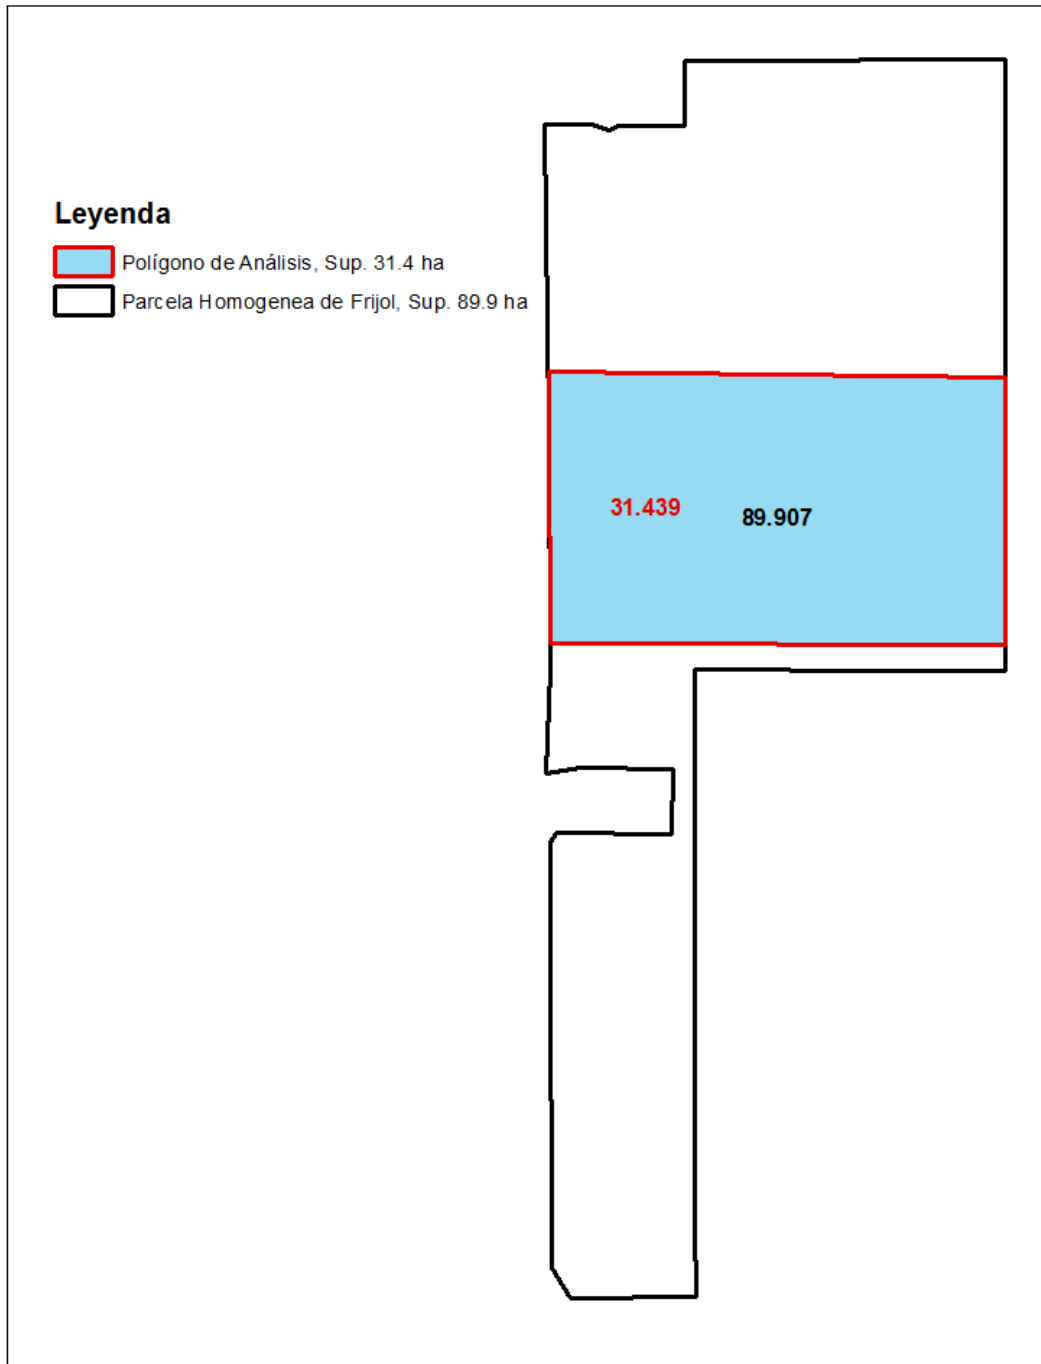 Leyenda
Polígono de Análisis, Sup. 31.4 ha
Parcela Homogenea de Frijol, Sup. 89.9 ha
31.439
89.907